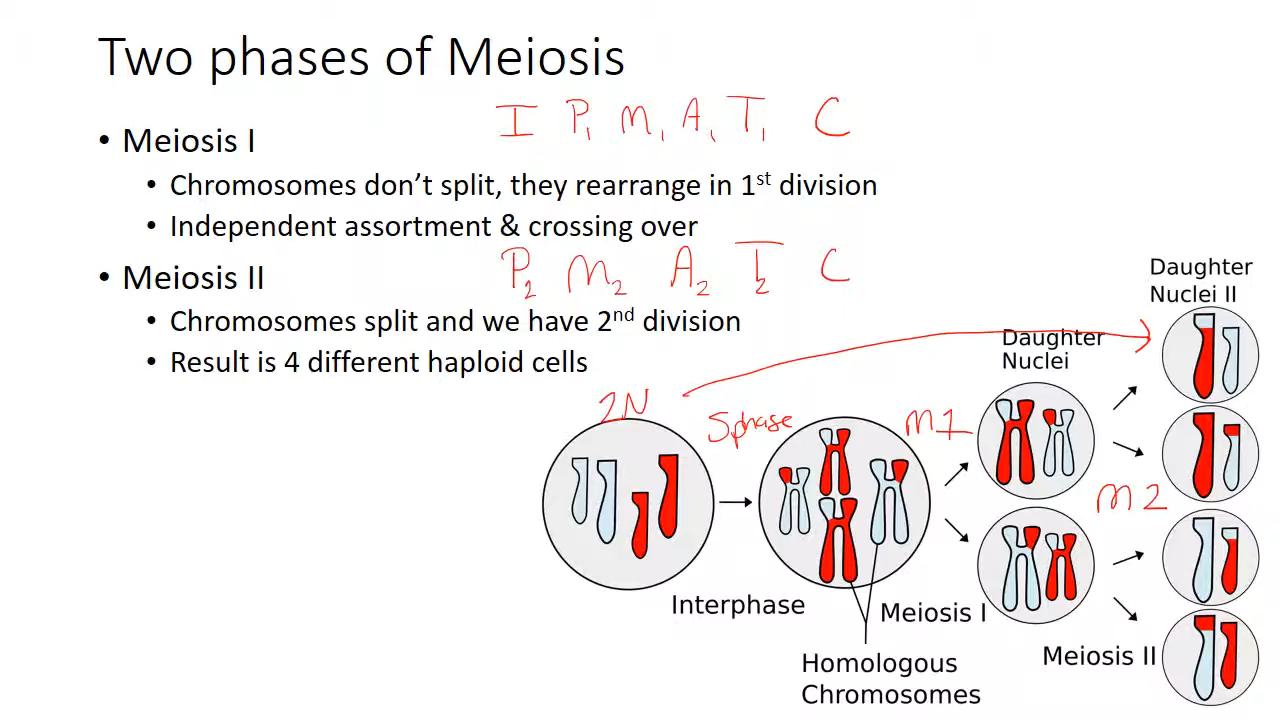 Two phases of Meiosis
I P1 M1 A1 T1 C
• Meiosis I
• Chromosomes don't split, they rearrange in 1st division
• Independent assortment & crossing over
P2 M2 A2 T2 C
• Meiosis II
• Chromosomes split and we have 2nd division
• Result is 4 different haploid cells
Daughter
Nuclei II
Daughter
Nuclei
2N
Sphase
M1
M2
Interphase
Meiosis I
Meiosis II
Homologous
Chromosomes